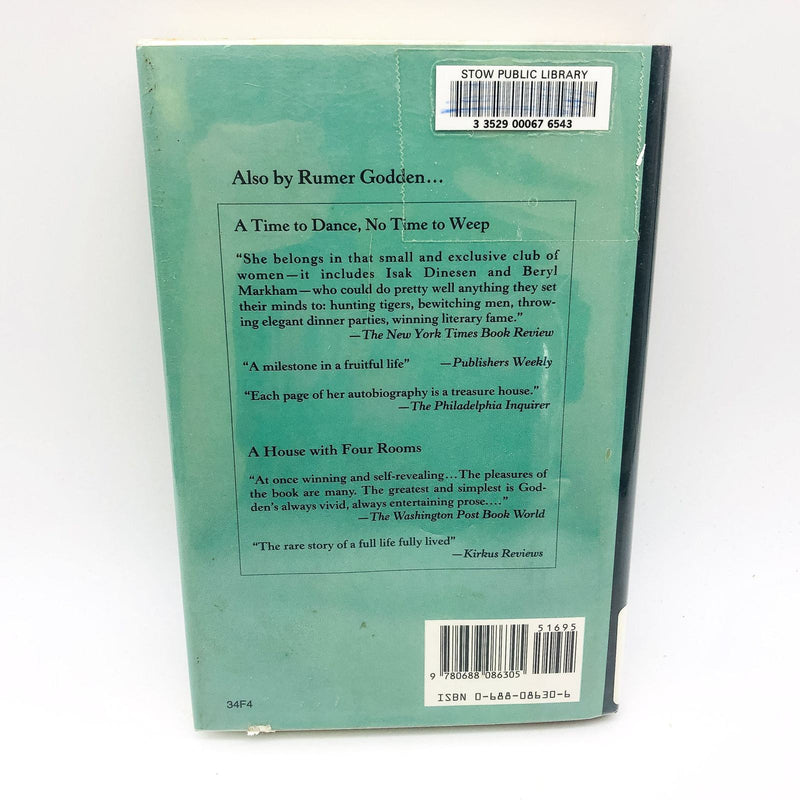 STOW PUBLIC LIBRARY
3 3529 00067 6543
Also by Rumer Godden...
A Time to Dance, No Time to Weep
“She belongs in that small and exclusive club of
women—it includes Isak Dinesen and Beryl
Markham—who could do pretty well anything they set
their minds to: hunting tigers, bewitching men, throw-
ing elegant dinner parties, winning literary fame.”
—The New York Times Book Review
“A milestone in a fruitful life” —Publishers Weekly
“Each page of her autobiography is a treasure house.”
—The Philadelphia Inquirer
A House with Four Rooms
“At once winning and self-revealing...The pleasures of
the book are many. The greatest and simplest is God-
den’s always vivid, always entertaining prose....”
—The Washington Post Book World
“The rare story of a full life fully lived”
—Kirkus Reviews
51695
9 780688 086305
ISBN 0-688-08630-6
34F4